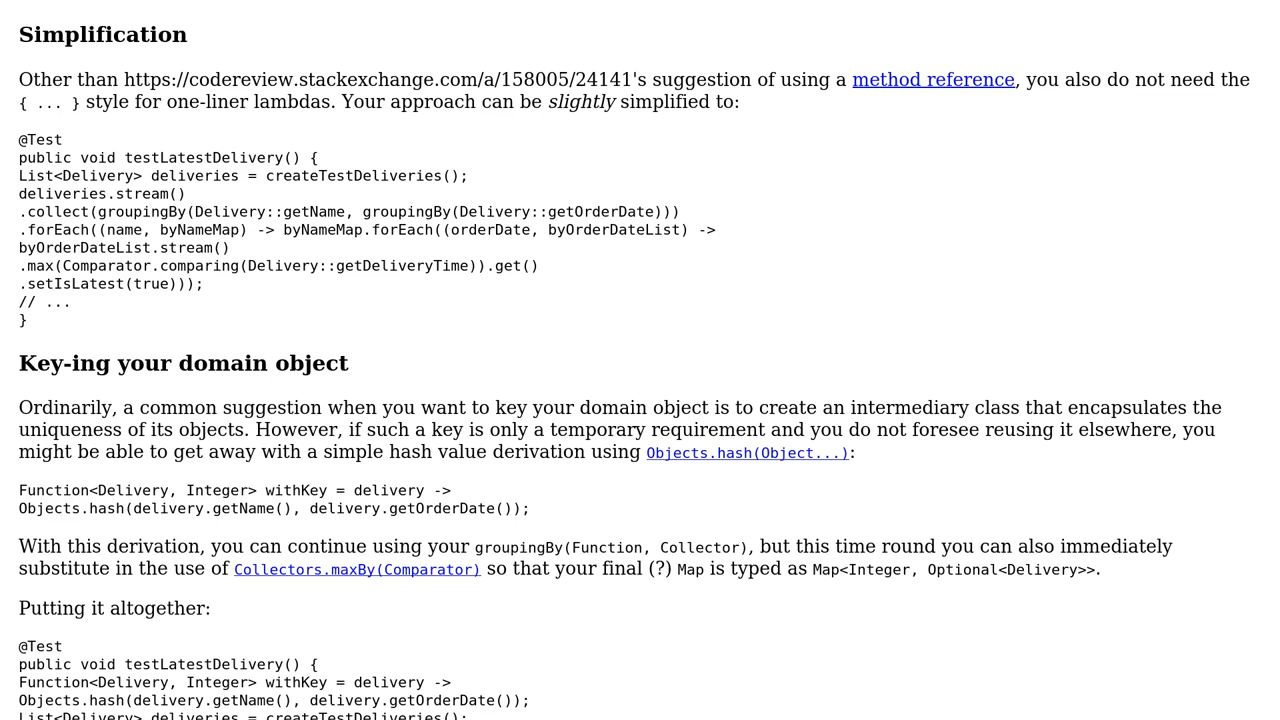 Simplification
Other than https://codereview.stackexchange.com/a/158005/24141's suggestion of using a method reference, you also do not need the
{ ... } style for one-liner lambdas. Your approach can be slightly simplified to:
@Test
public void testLatestDelivery() {
List<Delivery> deliveries = createTestDeliveries();
deliveries.stream()
.collect(groupingBy(Delivery::getName, groupingBy(Delivery::getOrderDate)))
.forEach((name, byNameMap) -> byNameMap.forEach((orderDate, byOrderDateList) ->
byOrderDateList.stream()
.max(Comparator.comparing(Delivery::getDeliveryTime)).get()
.setIsLatest(true)));
// ...
}
Key-ing your domain object
Ordinarily, a common suggestion when you want to key your domain object is to create an intermediary class that encapsulates the
uniqueness of its objects. However, if such a key is only a temporary requirement and you do not foresee reusing it elsewhere, you
might be able to get away with a simple hash value derivation using Objects.hash(Object...):
Function<Delivery, Integer> withKey = delivery ->
Objects.hash(delivery.getName(), delivery.getOrderDate());
With this derivation, you can continue using your groupingBy(Function, Collector), but this time round you can also immediately
substitute in the use of Collectors.maxBy(Comparator) so that your final (?) Map is typed as Map<Integer, Optional<Delivery>>.
Putting it altogether:
@Test
public void testLatestDelivery() {
Function<Delivery, Integer> withKey = delivery ->
Objects.hash(delivery.getName(), delivery.getOrderDate());
List<Delivery> deliveries = createTestDeliveries();